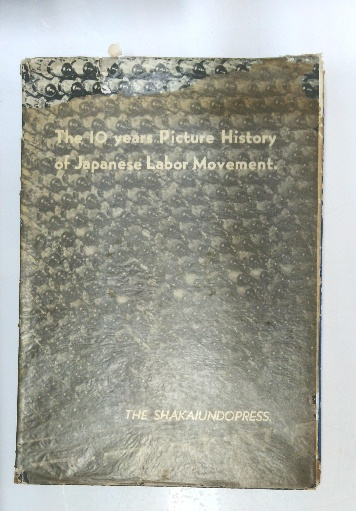 The 10 years Picture History
of Japanese Labor Movement.
THE SHAKAIUNDOPRESS.